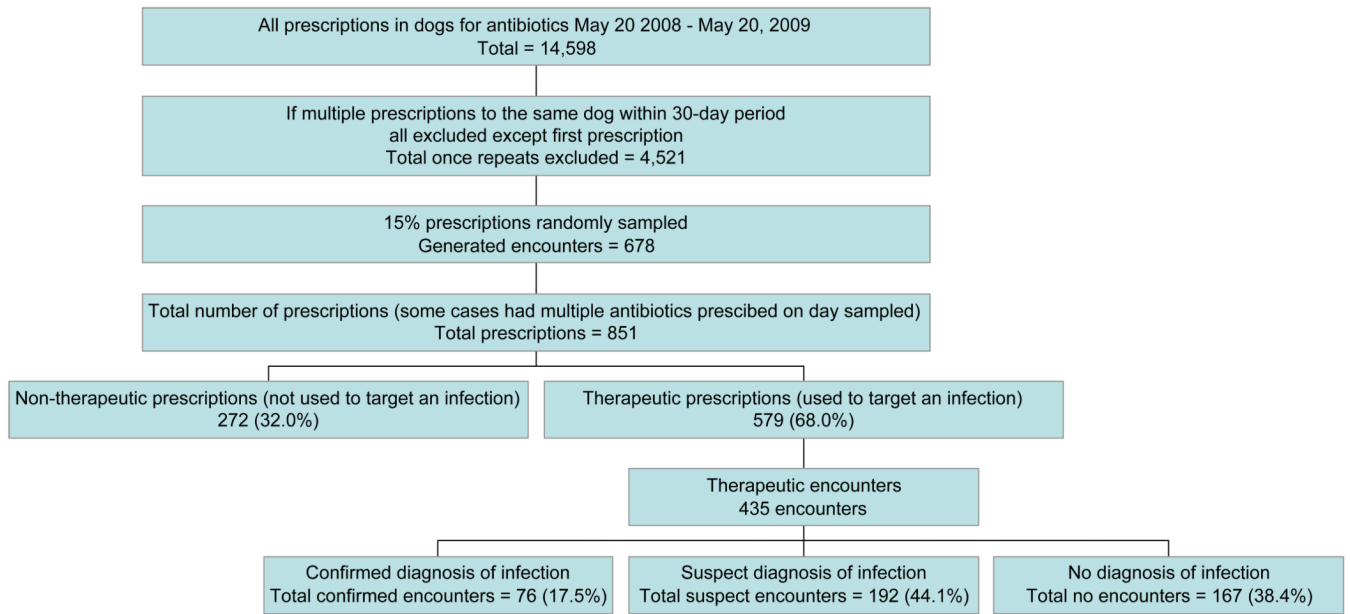 All prescriptions in dogs for antibiotics May 20 2008 - May 20, 2009
Total = 14,598
If multiple prescriptions to the same dog within 30-day period
all excluded except first prescription
Total once repeats excluded = 4,521
15% prescriptions randomly sampled
Generated encounters = 678
Total number of prescriptions (some cases had multiple antibiotics prescibed on day sampled)
Total prescriptions = 851
Non-therapeutic prescriptions (not used to target an infection)
272 (32.0%)
Therapeutic prescriptions (used to target an infection)
579 (68.0%)
Therapeutic encounters
435 encounters
Confirmed diagnosis of infection
Total confirmed encounters = 76 (17.5%)
Suspect diagnosis of infection
Total suspect encounters = 192 (44.1%)
No diagnosis of infection
Total no encounters = 167 (38.4%)